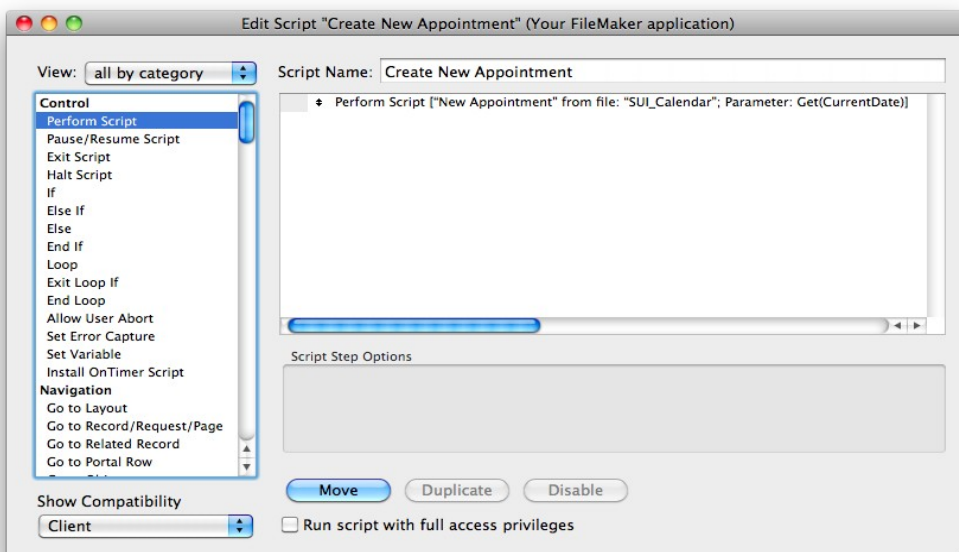 Edit Script "Create New Appointment" (Your FileMaker application)
View: all by category
Script Name: Create New Appointment
Control
Perform Script
Pause/Resume Script
Exit Script
Halt Script
If
Else If
Else
End If
Loop
Exit Loop If
End Loop
Allow User Abort
Set Error Capture
Set Variable
Install OnTimer Script
Navigation
Go to Layout
Go to Record/Request/Page
Go to Related Record
Go to Portal Row
Perform Script ["New Appointment" from file: "SUI_Calendar"; Parameter: Get(CurrentDate)]
Script Step Options
Move Duplicate Disable
Show Compatibility
Client
Run script with full access privileges